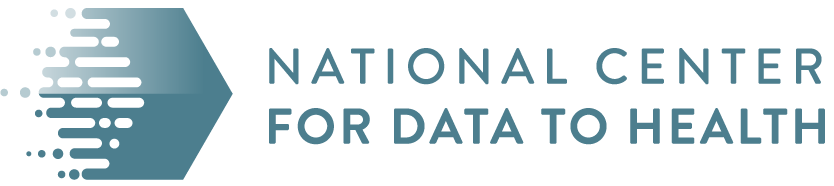 NATIONAL CENTER
FOR DATA TO HEALTH